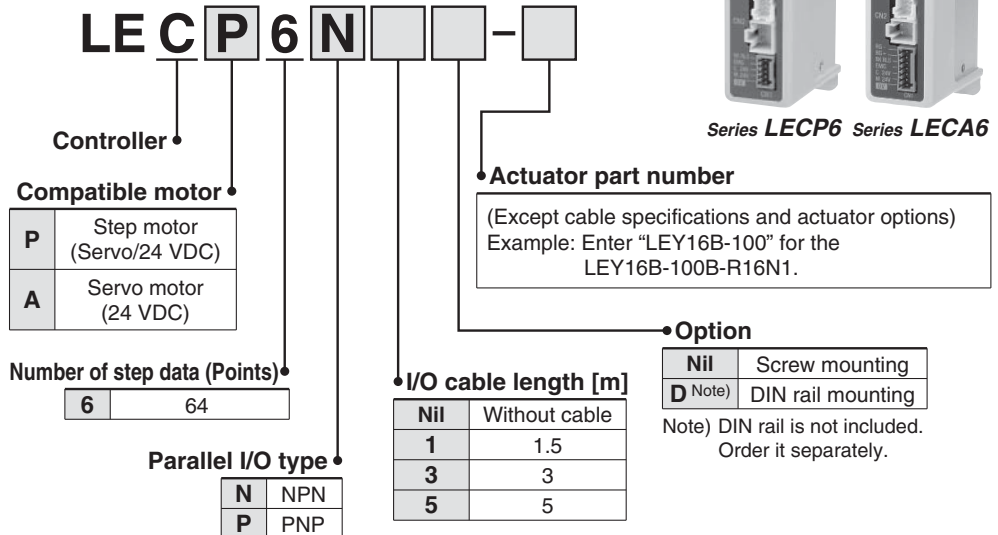 LE C P 6 N –
Series LECP6 Series LECA6
Controller
Compatible motor
P Step motor
(Servo/24 VDC)
A Servo motor
(24 VDC)
Number of step data (Points)
6 64
Parallel I/O type
N NPN
P PNP
I/O cable length [m]
Nil Without cable
1 1.5
3 3
5 5
Actuator part number
(Except cable specifications and actuator options)
Example: Enter “LEY16B-100” for the
LEY16B-100B-R16N1.
Option
Nil Screw mounting
D Note) DIN rail mounting
Note) DIN rail is not included.
Order it separately.